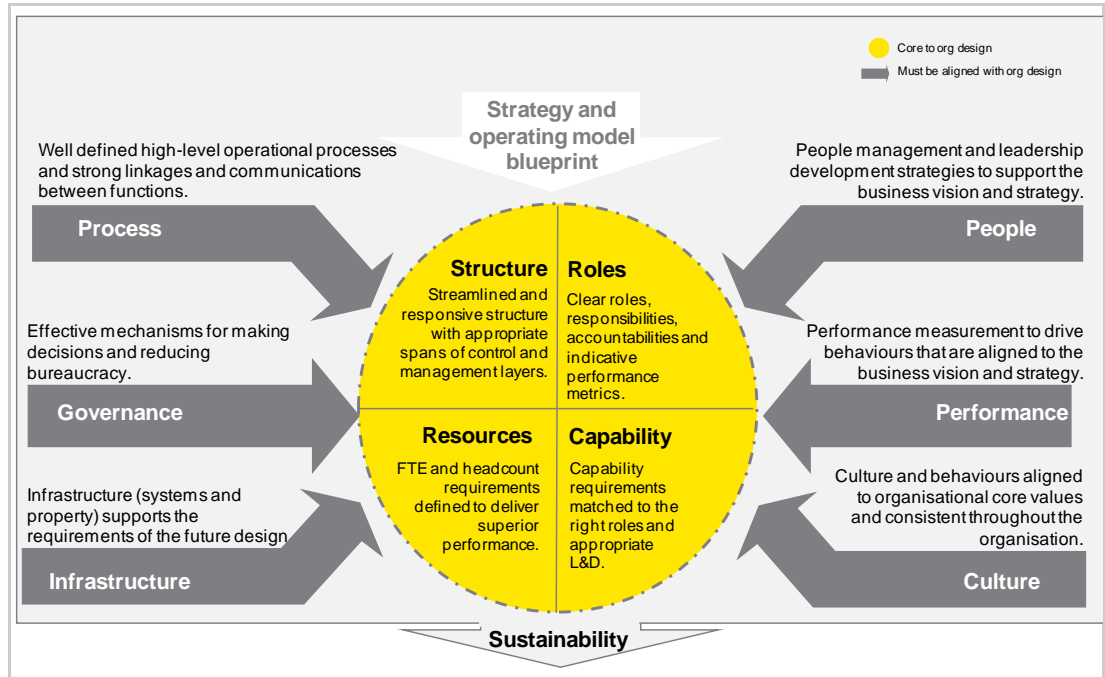 Core to org design
Must be aligned with org design
Strategy and
operating model
blueprint
Well defined high-level operational processes
and strong linkages and communications
between functions.
Process
People management and leadership
development strategies to support the
business vision and strategy.
People
Structure
Streamlined and
responsive structure
with appropriate
spans of control and
management layers.
Roles
Clear roles,
responsibilities,
accountabilities and
indicative
performance
metrics.
Effective mechanisms for making
decisions and reducing
bureaucracy.
Governance
Performance measurement to drive
behaviours that are aligned to the
business vision and strategy.
Performance
Resources
FTE and headcount
requirements
defined to deliver
superior
performance.
Capability
Capability
requirements
matched to the
right roles and
appropriate
L&D.
Infrastructure (systems and
property) supports the
requirements of the future design
Infrastructure
Culture and behaviours aligned
to organisational core values
and consistent throughout the
organisation.
Culture
Sustainability